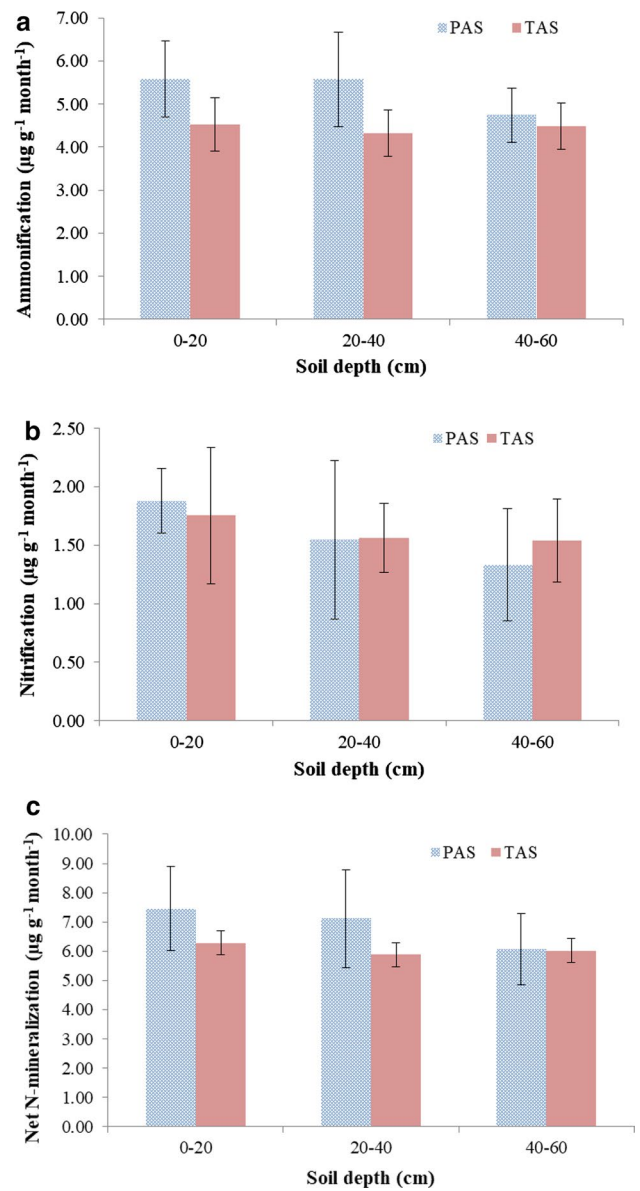 a
PAS TAS
Ammonification (µg g-1 month-1)
7.00
6.00
5.00
4.00
3.00
2.00
1.00
0.00
0-20 20-40 40-60
Soil depth (cm)
b
PAS TAS
Nitrification (µg g-1 month-1)
2.50
2.00
1.50
1.00
0.50
0.00
0-20 20-40 40-60
Soil depth (cm)
c
PAS TAS
Net N-mineralization (µg g-1 month-1)
10.00
9.00
8.00
7.00
6.00
5.00
4.00
3.00
2.00
1.00
0.00
0-20 20-40 40-60
Soil depth (cm)